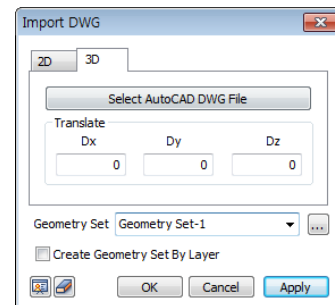 Import DWG
2D 3D
Select AutoCAD DWG File
Translate
Dx Dy Dz
0 0 0
Geometry Set Geometry Set-1 ...
Create Geometry Set By Layer
OK Cancel Apply